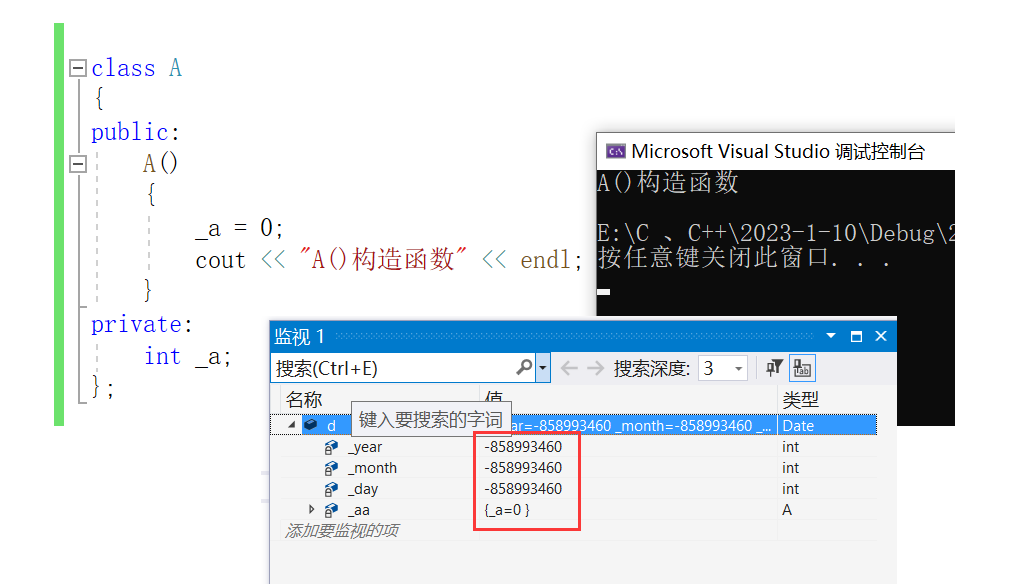 class A
{
public:
A()
{
_a = 0;
cout << "A()构造函数" << endl;
}
private:
int _a;
};
Microsoft Visual Studio 调试控制台
A()构造函数
E:\C 、C++\2023-1-10\Debug\2
按任意键关闭此窗口. . .
监视 1
搜索(Ctrl+E) 搜索深度: 3
名称 值 类型
键入要搜索的字词
d ar=-858993460 _month=-858993460 _... Date
_year -858993460 int
_month -858993460 int
_day -858993460 int
_aa {_a=0 } A
添加要监视的项